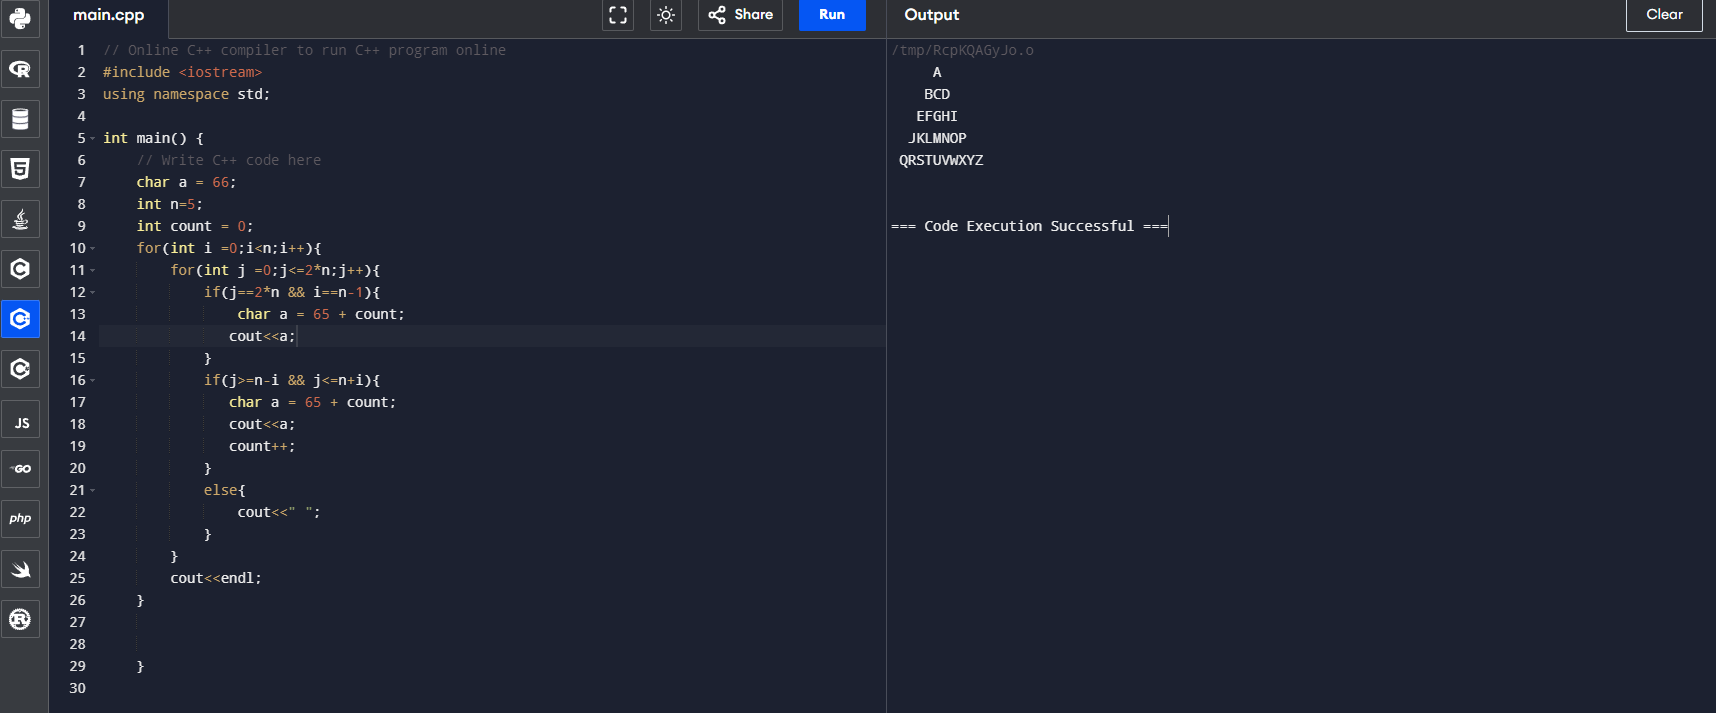 main.cpp
Share
Run
Output
Clear
1 // Online C++ compiler to run C++ program online
2 #include <iostream>
3 using namespace std;
4
5 int main() {
6     // Write C++ code here
7     char a = 66;
8     int n=5;
9     int count = 0;
10     for(int i =0;i<n;i++){
11         for(int j =0;j<=2*n;j++){
12             if(j==2*n && i==n-1){
13                 char a = 65 + count;
14                cout<<a;
15             }
16             if(j>=n-i && j<=n+i){
17                char a = 65 + count;
18                cout<<a;
19                count++;
20             }
21             else{
22                 cout<<" ";
23             }
24         }
25         cout<<endl;
26     }
27
28
29     }
30
/tmp/RcpKQAGyJo.o
     A
    BCD
   EFGHI
  JKLMNOP
 QRSTUVWXYZ
=== Code Execution Successful ===
R
5
C
C
C
JS
GO
php
R